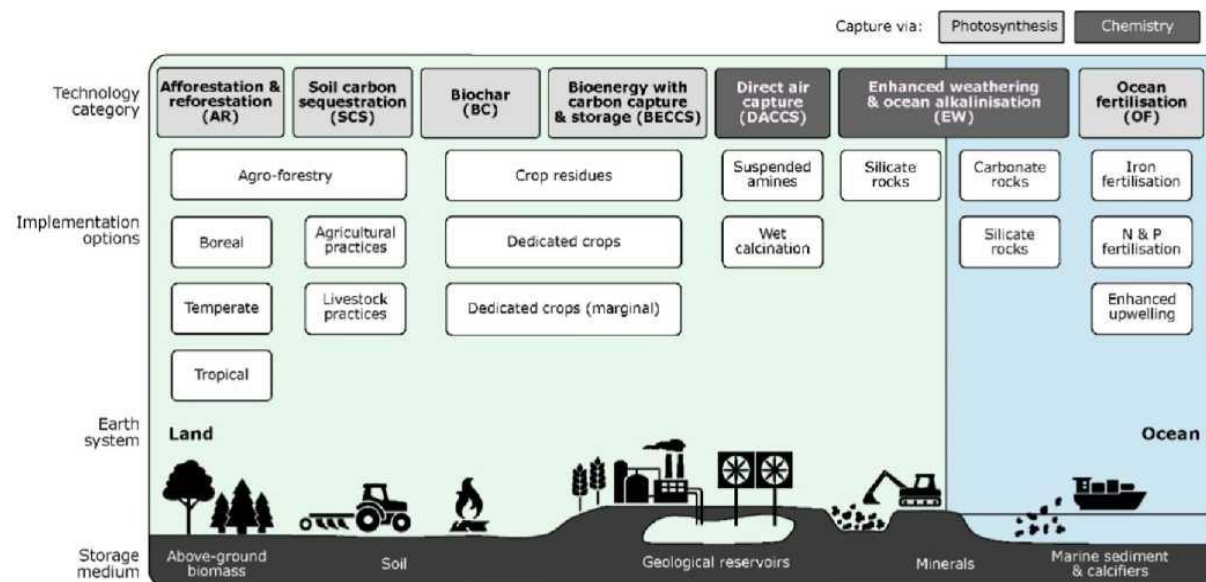 Capture via:
Photosynthesis
Chemistry
Technology
category
Afforestation &
reforestation
(AR)
Soil carbon
sequestration
(SCS)
Biochar
(BC)
Bioenergy with
carbon capture
& storage (BECCS)
Direct air
capture
(DACCS)
Enhanced weathering
& ocean alkalinisation
(EW)
Ocean
fertilisation
(OF)
Implementation
options
Agro-forestry
Crop residues
Suspended
amines
Silicate
rocks
Carbonate
rocks
Iron
fertilisation
Boreal
Agricultural
practices
Dedicated crops
Wet
calcination
Silicate
rocks
N & P
fertilisation
Temperate
Livestock
practices
Dedicated crops (marginal)
Enhanced
upwelling
Tropical
Earth
system
Land
Ocean
Storage
medium
Above-ground
biomass
Soil
Geological reservoirs
Minerals
Marine sediment
& calcifiers